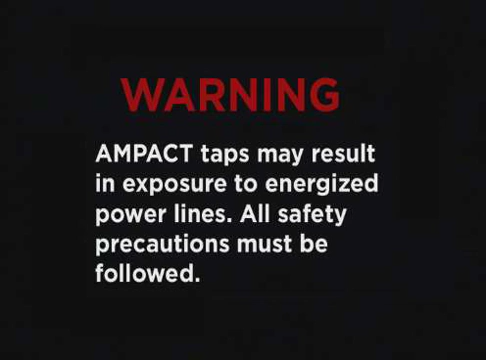 WARNING
AMPACT taps may result
in exposure to energized
power lines. All safety
precautions must be
followed.